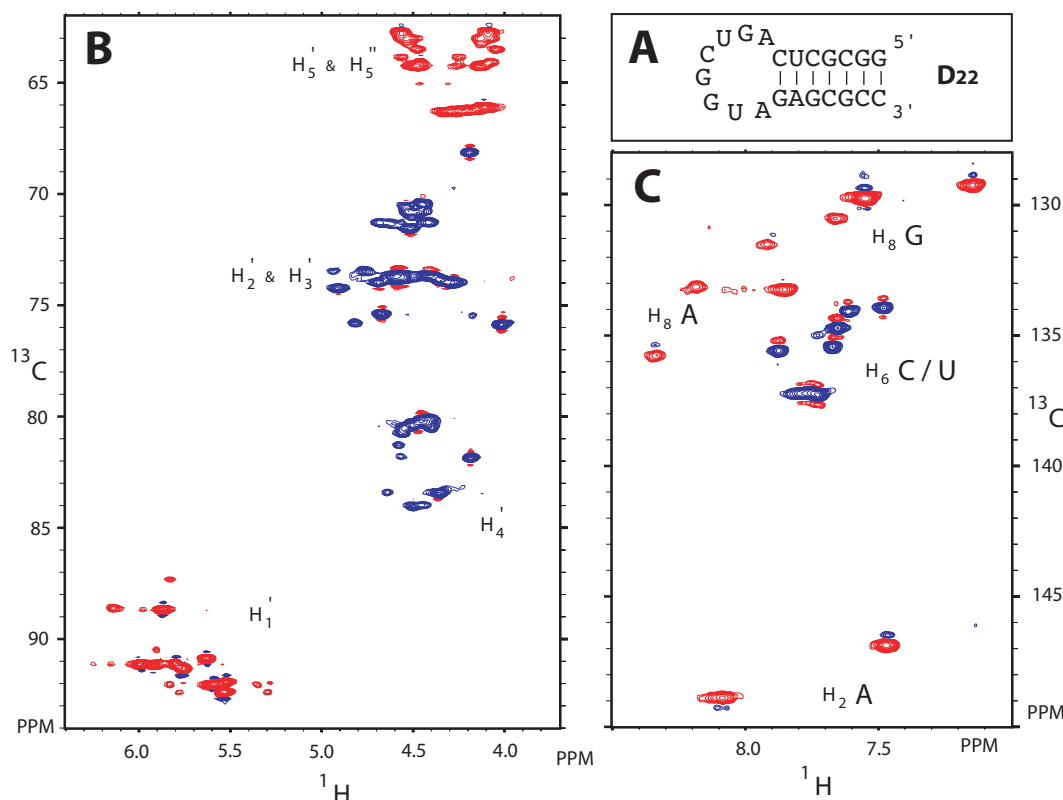 B
H5' & H5''
H2' & H3'
H4'
H1'
65
70
75
80
85
90
PPM
13C
6.0 5.5 5.0 4.5 4.0 PPM
1H
A
C U G A CUCGCGG 5'
G G U A GAGCGCC 3'
D22
C
H8 G
H8 A
H6 C / U
H2 A
130
135
13C
140
145
PPM
8.0 7.5 PPM
1H